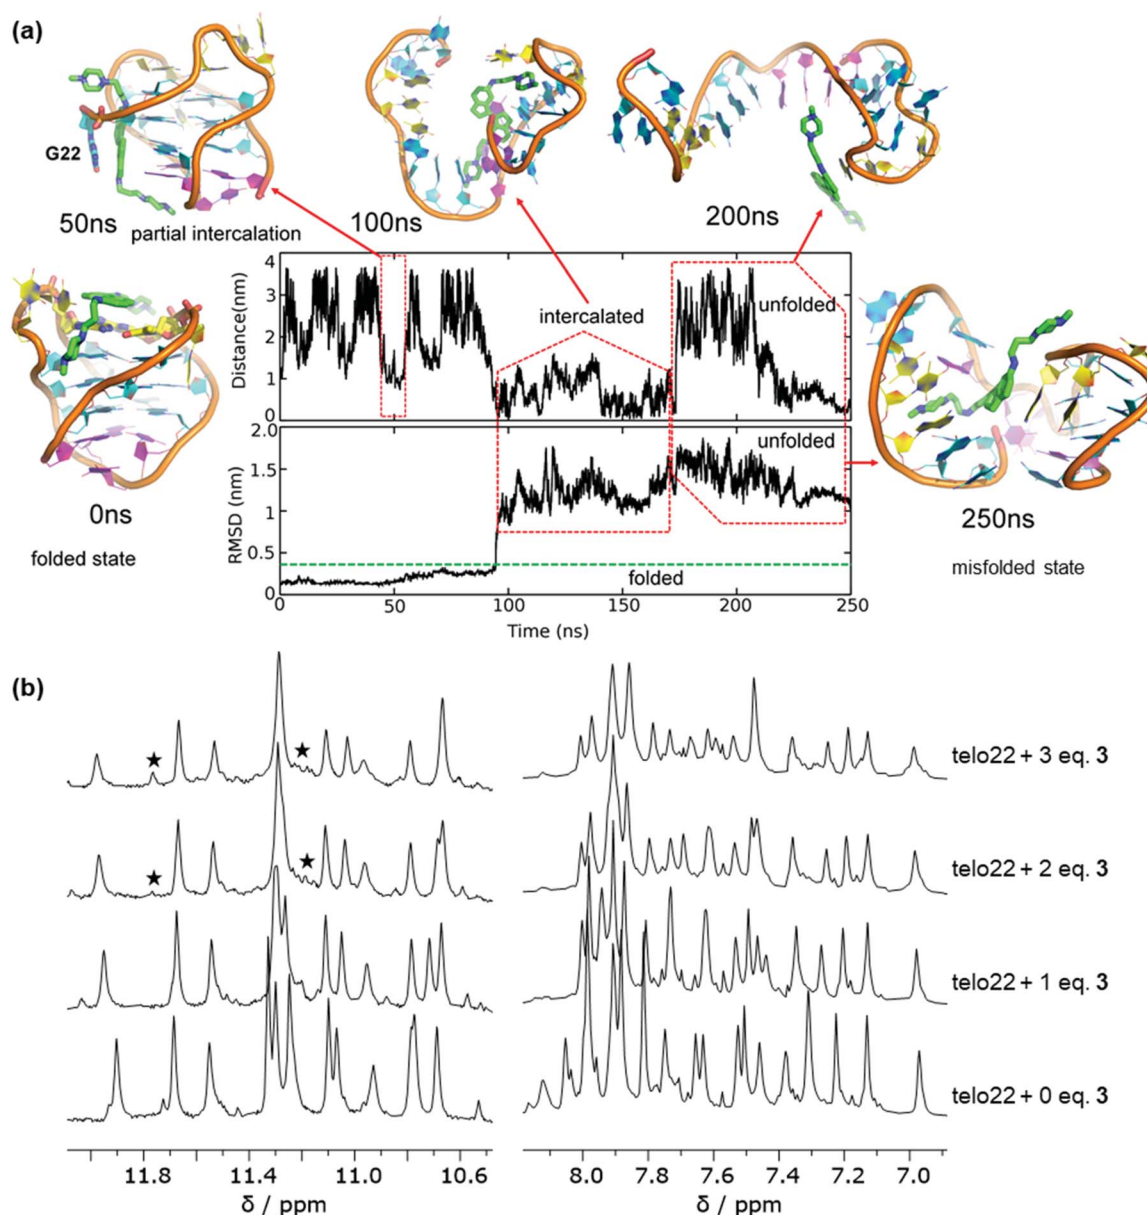 (a)
G22
50ns
partial intercalation
100ns
200ns
0ns
folded state
250ns
misfolded state
Distance(nm)
4
3
2
1
0
intercalated
unfolded
RMSD (nm)
2.0
1.5
1.0
0.5
0
unfolded
folded
0 50 100 150 200 250
Time (ns)
(b)
★ ★
telo22 + 3 eq. 3
★ ★
telo22 + 2 eq. 3
telo22 + 1 eq. 3
telo22 + 0 eq. 3
11.8 11.4 11.0 10.6
δ / ppm
8.0 7.8 7.6 7.4 7.2 7.0
δ / ppm